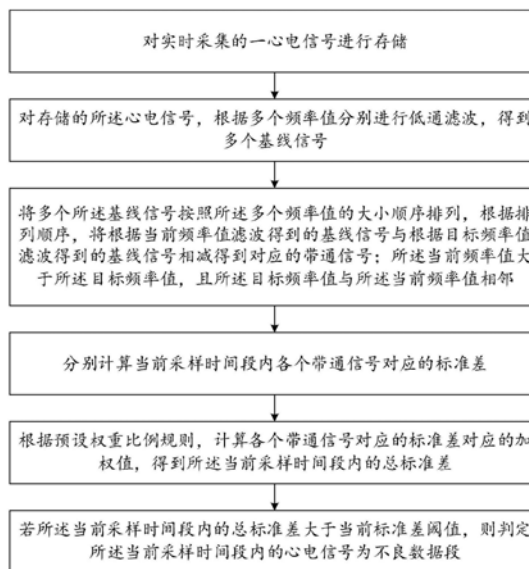 对实时采集的一心电信号进行存储
对存储的所述心电信号，根据多个频率值分别进行低通滤波，得到
多个基线信号
将多个所述基线信号按照所述多个频率值的大小顺序排列，根据排
列顺序，将根据当前频率值滤波得到的基线信号与根据目标频率值
滤波得到的基线信号相减得到对应的带通信号；所述当前频率值大
于所述目标频率值，且所述目标频率值与所述当前频率值相邻
分别计算当前采样时间段内各个带通信号对应的标准差
根据预设权重比例规则，计算各个带通信号对应的标准差对应的加
权值，得到所述当前采样时间段内的总标准差
若所述当前采样时间段内的总标准差大于当前标准差阈值，则判定
所述当前采样时间段内的心电信号为不良数据段